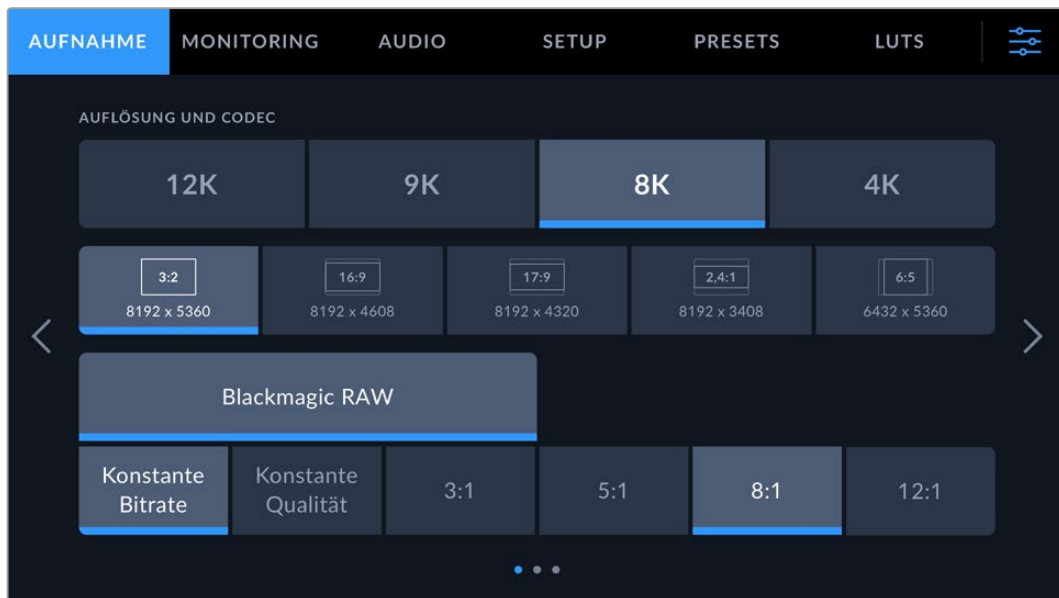 AUFNAHME MONITORING AUDIO SETUP PRESETS LUTS
AUFLÖSUNG UND CODEC
12K 9K 8K 4K
3:2 16:9 17:9 2,4:1 6:5
8192 x 5360 8192 x 4608 8192 x 4320 8192 x 3408 6432 x 5360
Blackmagic RAW
Konstante Bitrate Konstante Qualität 3:1 5:1 8:1 12:1